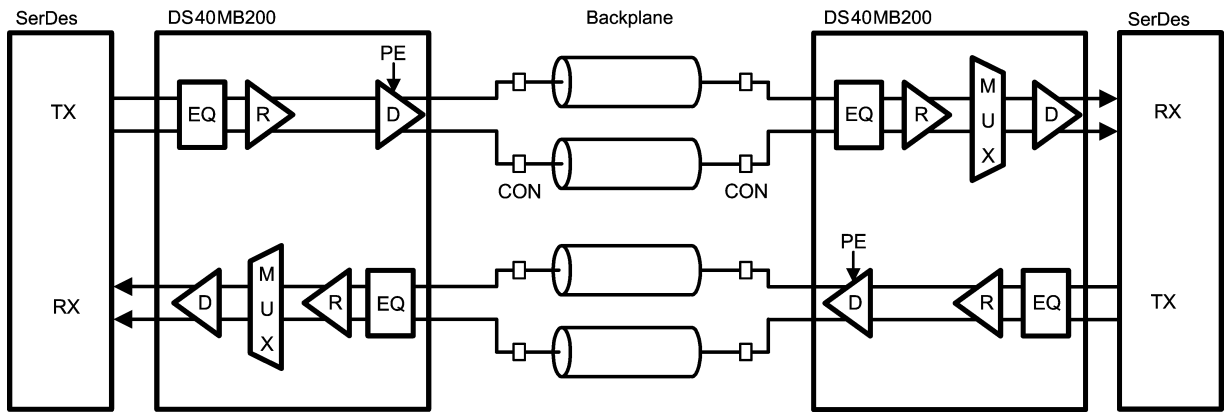 SerDes
DS40MB200
Backplane
DS40MB200
SerDes
PE
TX
EQ
R
D
EQ
R
M
U
X
D
RX
CON
CON
PE
RX
D
M
U
X
R
EQ
D
R
EQ
TX